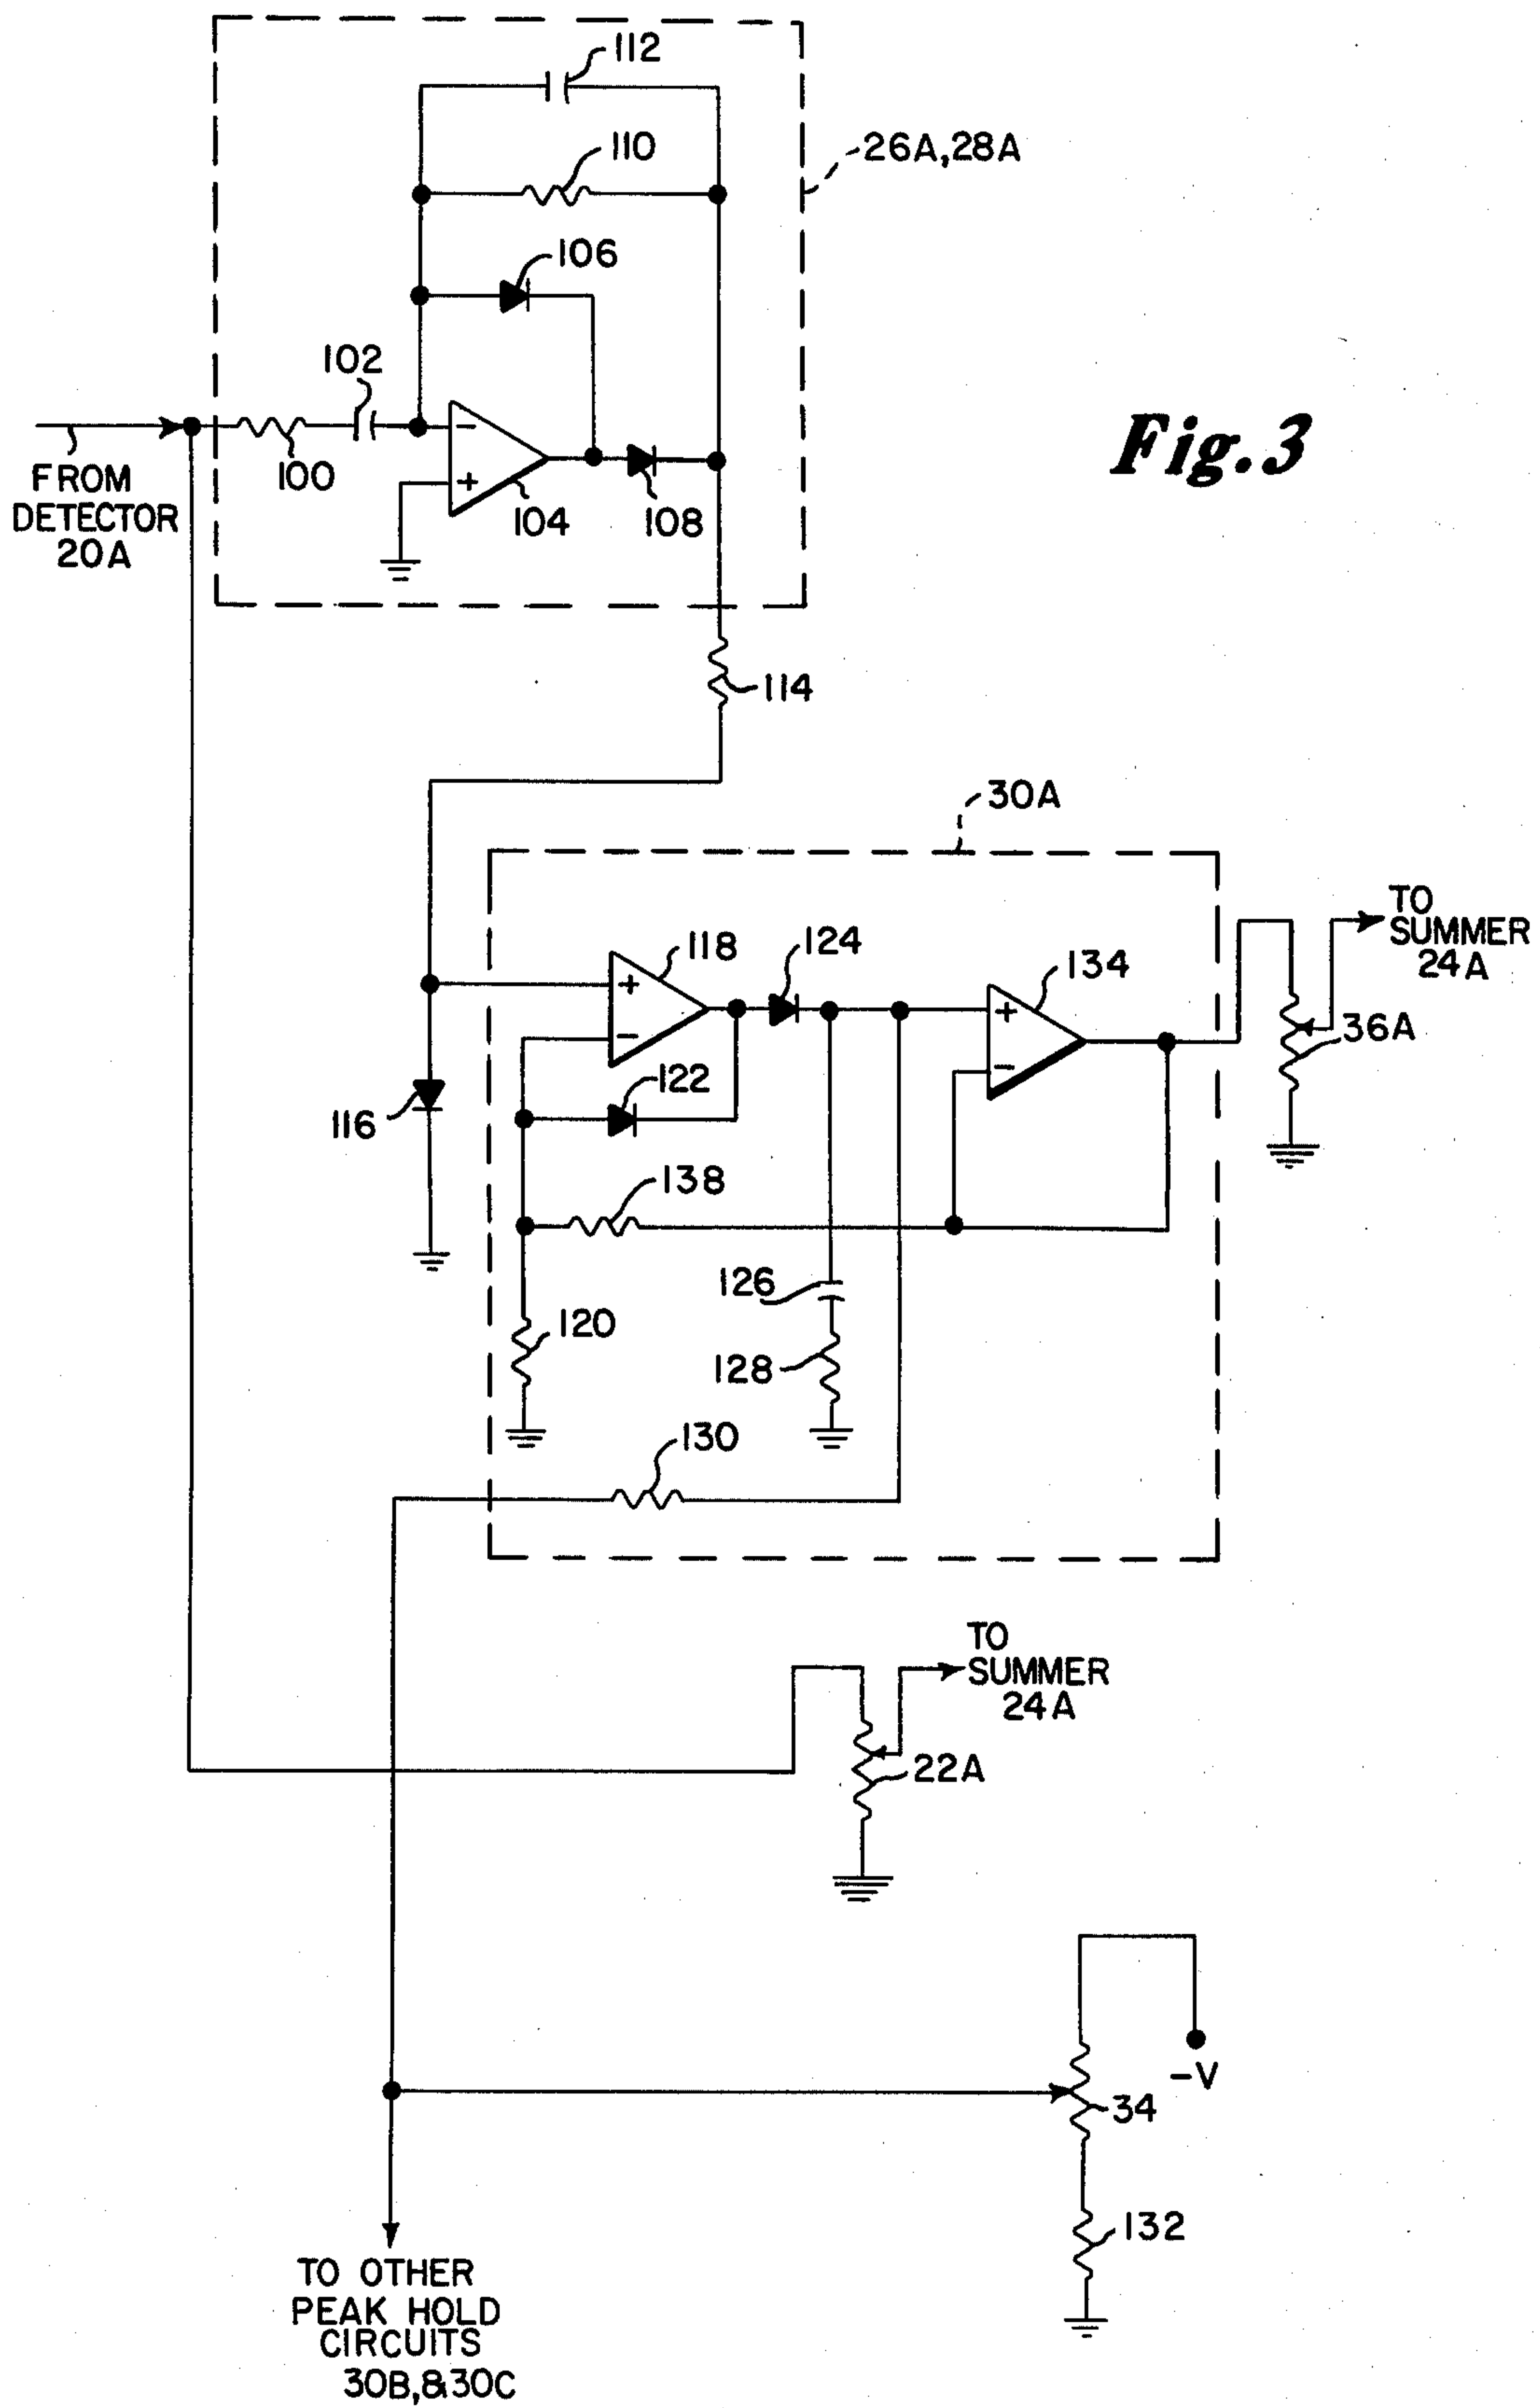 112
110
26A,28A
106
102
Fig.3
100
104
108
FROM
DETECTOR
20A
114
30A
TO
SUMMER
24A
118
124
134
36A
122
116
138
126
120
128
130
TO
SUMMER
24A
22A
-V
34
132
TO OTHER
PEAK HOLD
CIRCUITS
30B,&30C